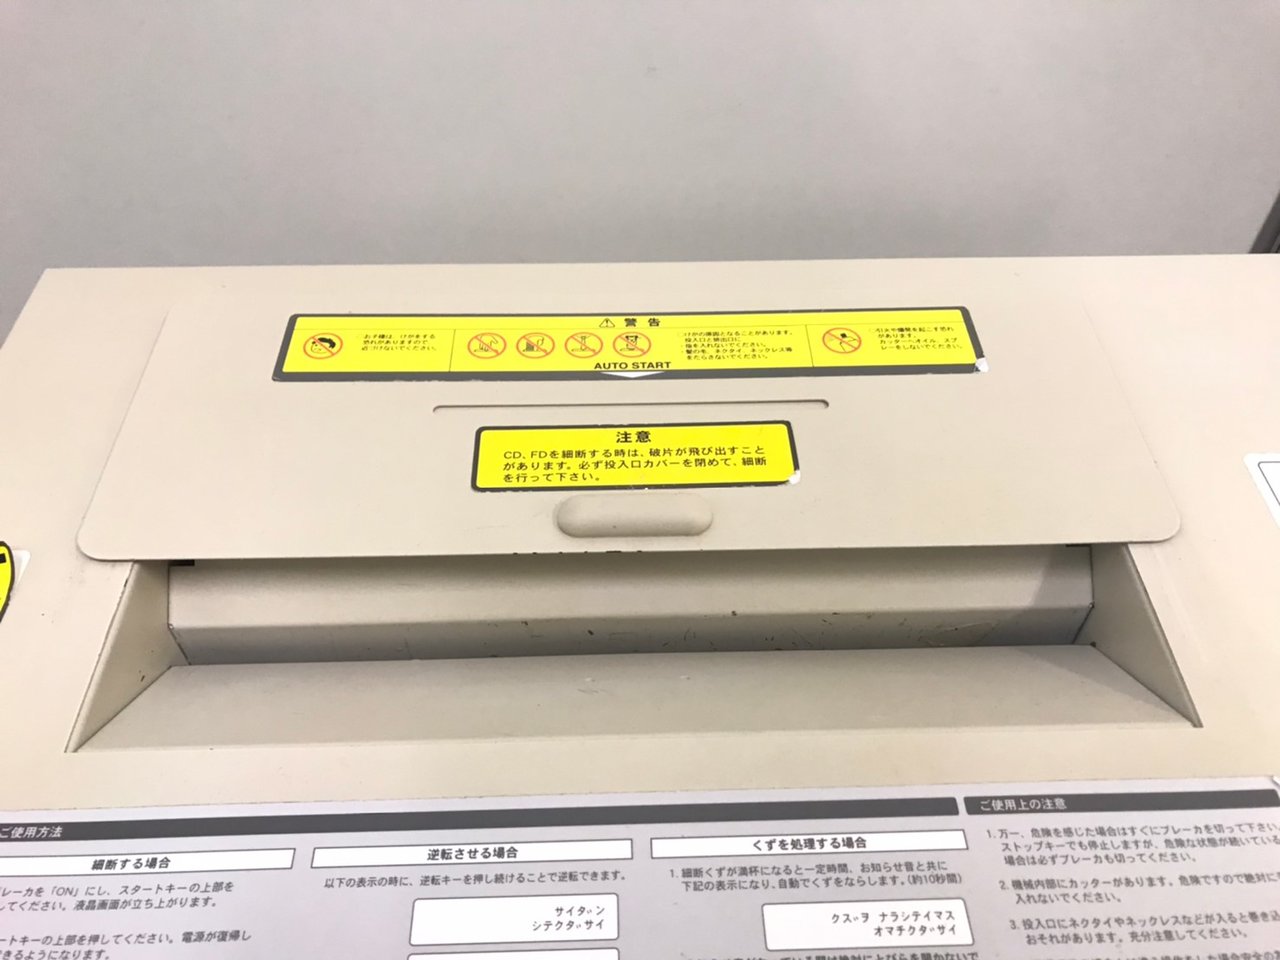 警告
○お子様は、けがをする
恐れがありますので
近づけないでください。
○けがの原因となることがあります。
・投入口と排出口に
指を入れないでください。
・髪の毛、ネクタイ、ネックレス等
をたらさないでください。
○引火や爆発を起こす恐れ
があります。
カッターへオイル、スプ
レーをしないでください。
AUTO START
注意
CD、FDを細断する時は、破片が飛び出すこと
があります。必ず投入口カバーを閉めて、細断
を行って下さい。
ご使用方法
細断する場合
レーカを「ON」にし、スタートキーの上部を
してください。液晶画面が立ち上がります。
ートキーの上部を押してください。電源が復帰し
きるようになります。
逆転させる場合
以下の表示の時に、逆転キーを押し続けることで逆転できます。
サイダン
シテクダサイ
くずを処理する場合
1. 細断くずが満杯になると一定時間、お知らせ音と共に
下記の表示になり、自動でくずをならします。(約10秒間)
クズヲ ナラシテイマス
オマチクダサイ
ご使用上の注意
1. 万一、危険を感じた場合はすぐにブレーカを切って下さい
ストップキーでも停止しますが、危険な状態が続いている
場合は必ずブレーカも切ってください。
2. 機械内部にカッターがあります。危険ですので絶対に
入れないでください。
3. 投入口にネクタイやネックレスなどが入ると巻き込
おそれがあります。充分注意してください。